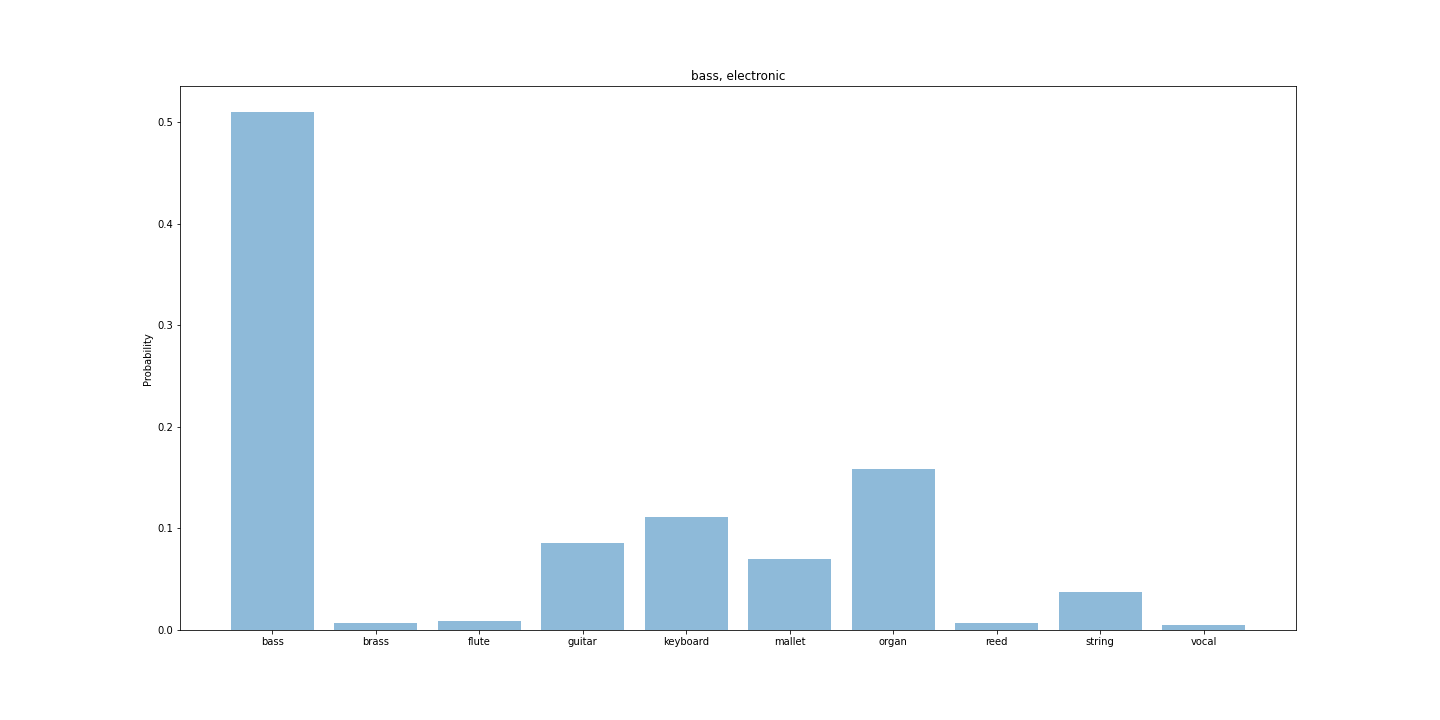 bass, electronic
0.5
0.4
0.3
0.2
0.1
0.0
Probability
bass brass flute guitar keyboard mallet organ reed string vocal